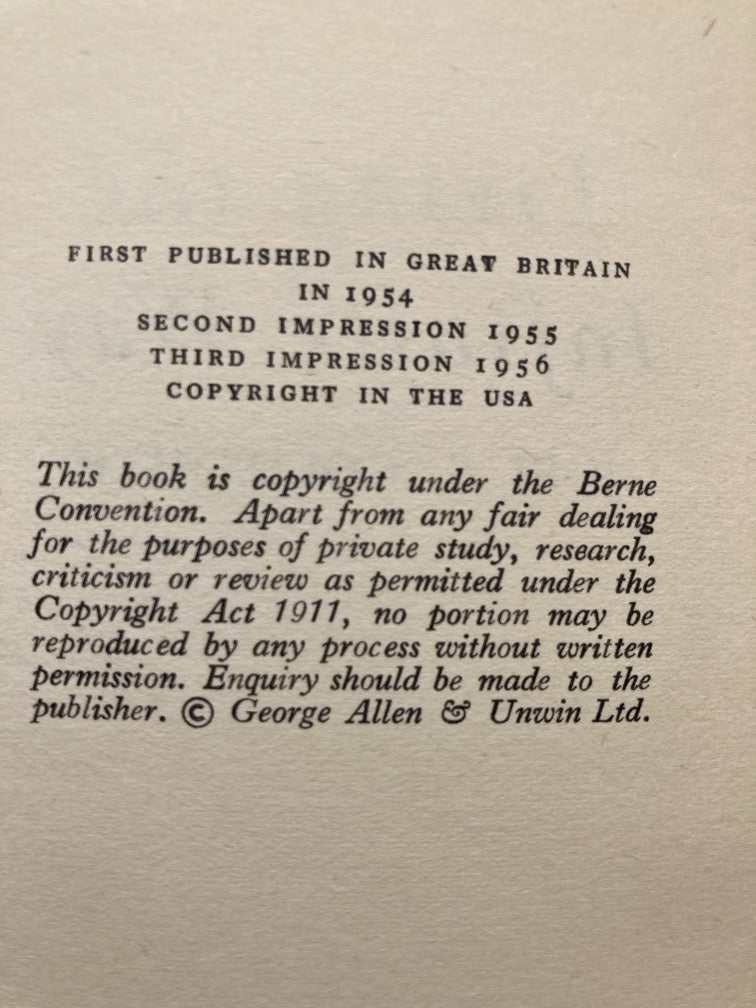 FIRST PUBLISHED IN GREAT BRITAIN
IN 1954
SECOND IMPRESSION 1955
THIRD IMPRESSION 1956
COPYRIGHT IN THE USA
This book is copyright under the Berne
Convention. Apart from any fair dealing
for the purposes of private study, research,
criticism or review as permitted under the
Copyright Act 1911, no portion may be
reproduced by any process without written
permission. Enquiry should be made to the
publisher. © George Allen & Unwin Ltd.